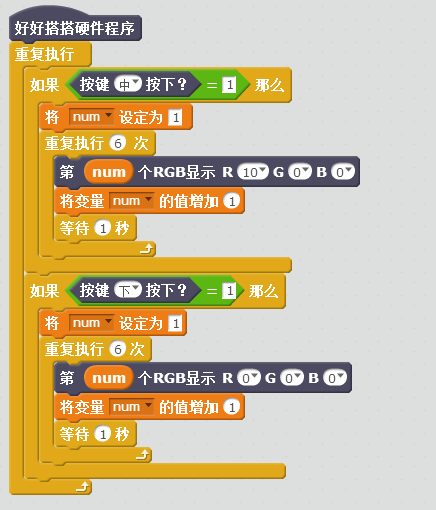 好好搭搭硬件程序
重复执行
如果 按键 中 按下？ = 1 那么
将 num 设定为 1
重复执行 6 次
第 num 个RGB显示 R 10 G 0 B 0
将变量 num 的值增加 1
等待 1 秒
如果 按键 下 按下？ = 1 那么
将 num 设定为 1
重复执行 6 次
第 num 个RGB显示 R 0 G 0 B 0
将变量 num 的值增加 1
等待 1 秒